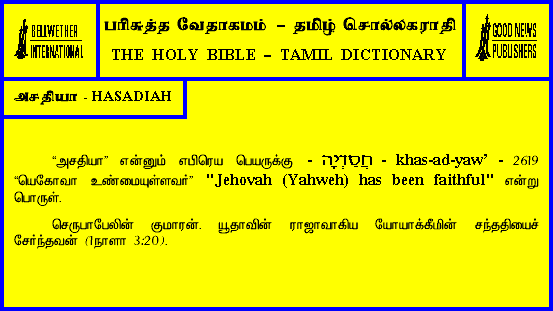 BELLWETHER
INTERNATIONAL
பரிசுத்த வேதாகமம் – தமிழ் சொல்லகராதி
THE HOLY BIBLE – TAMIL DICTIONARY
GOOD NEWS
PUBLISHERS
அசதியா - HASADIAH
“அசதியா” என்னும் எபிரெய பெயருக்கு - חֲסַדְיָה - khas-ad-yaw’ - 2619
“யெகோவா உண்மையுள்ளவர்” "Jehovah (Yahweh) has been faithful" என்று
பொருள்.
செருபாபேலின் குமாரன். யூதாவின் ராஜாவாகிய யோயாக்கீமின் சந்ததியைச்
சேர்ந்தவன் (1நாளா 3:20).